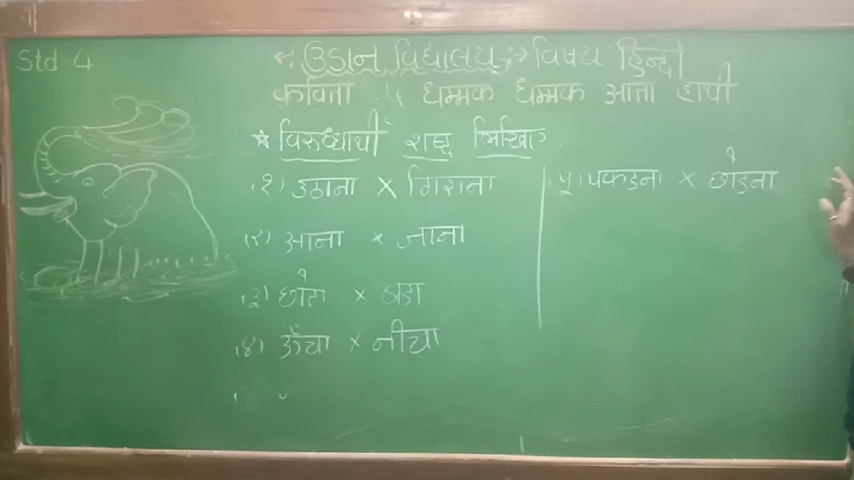 Std-4
उडान विद्यालय विषय हिन्दी
कविता . ५ धम्मक धम्मक आता हाथी
* विरुध्धार्थी शब्द लिखिए.
(१) उठाना × गिराना
(२) आना × जाना
(३) छोटा × बडा
(४) ऊँचा × नीचा
(५) पकडना × छोडना